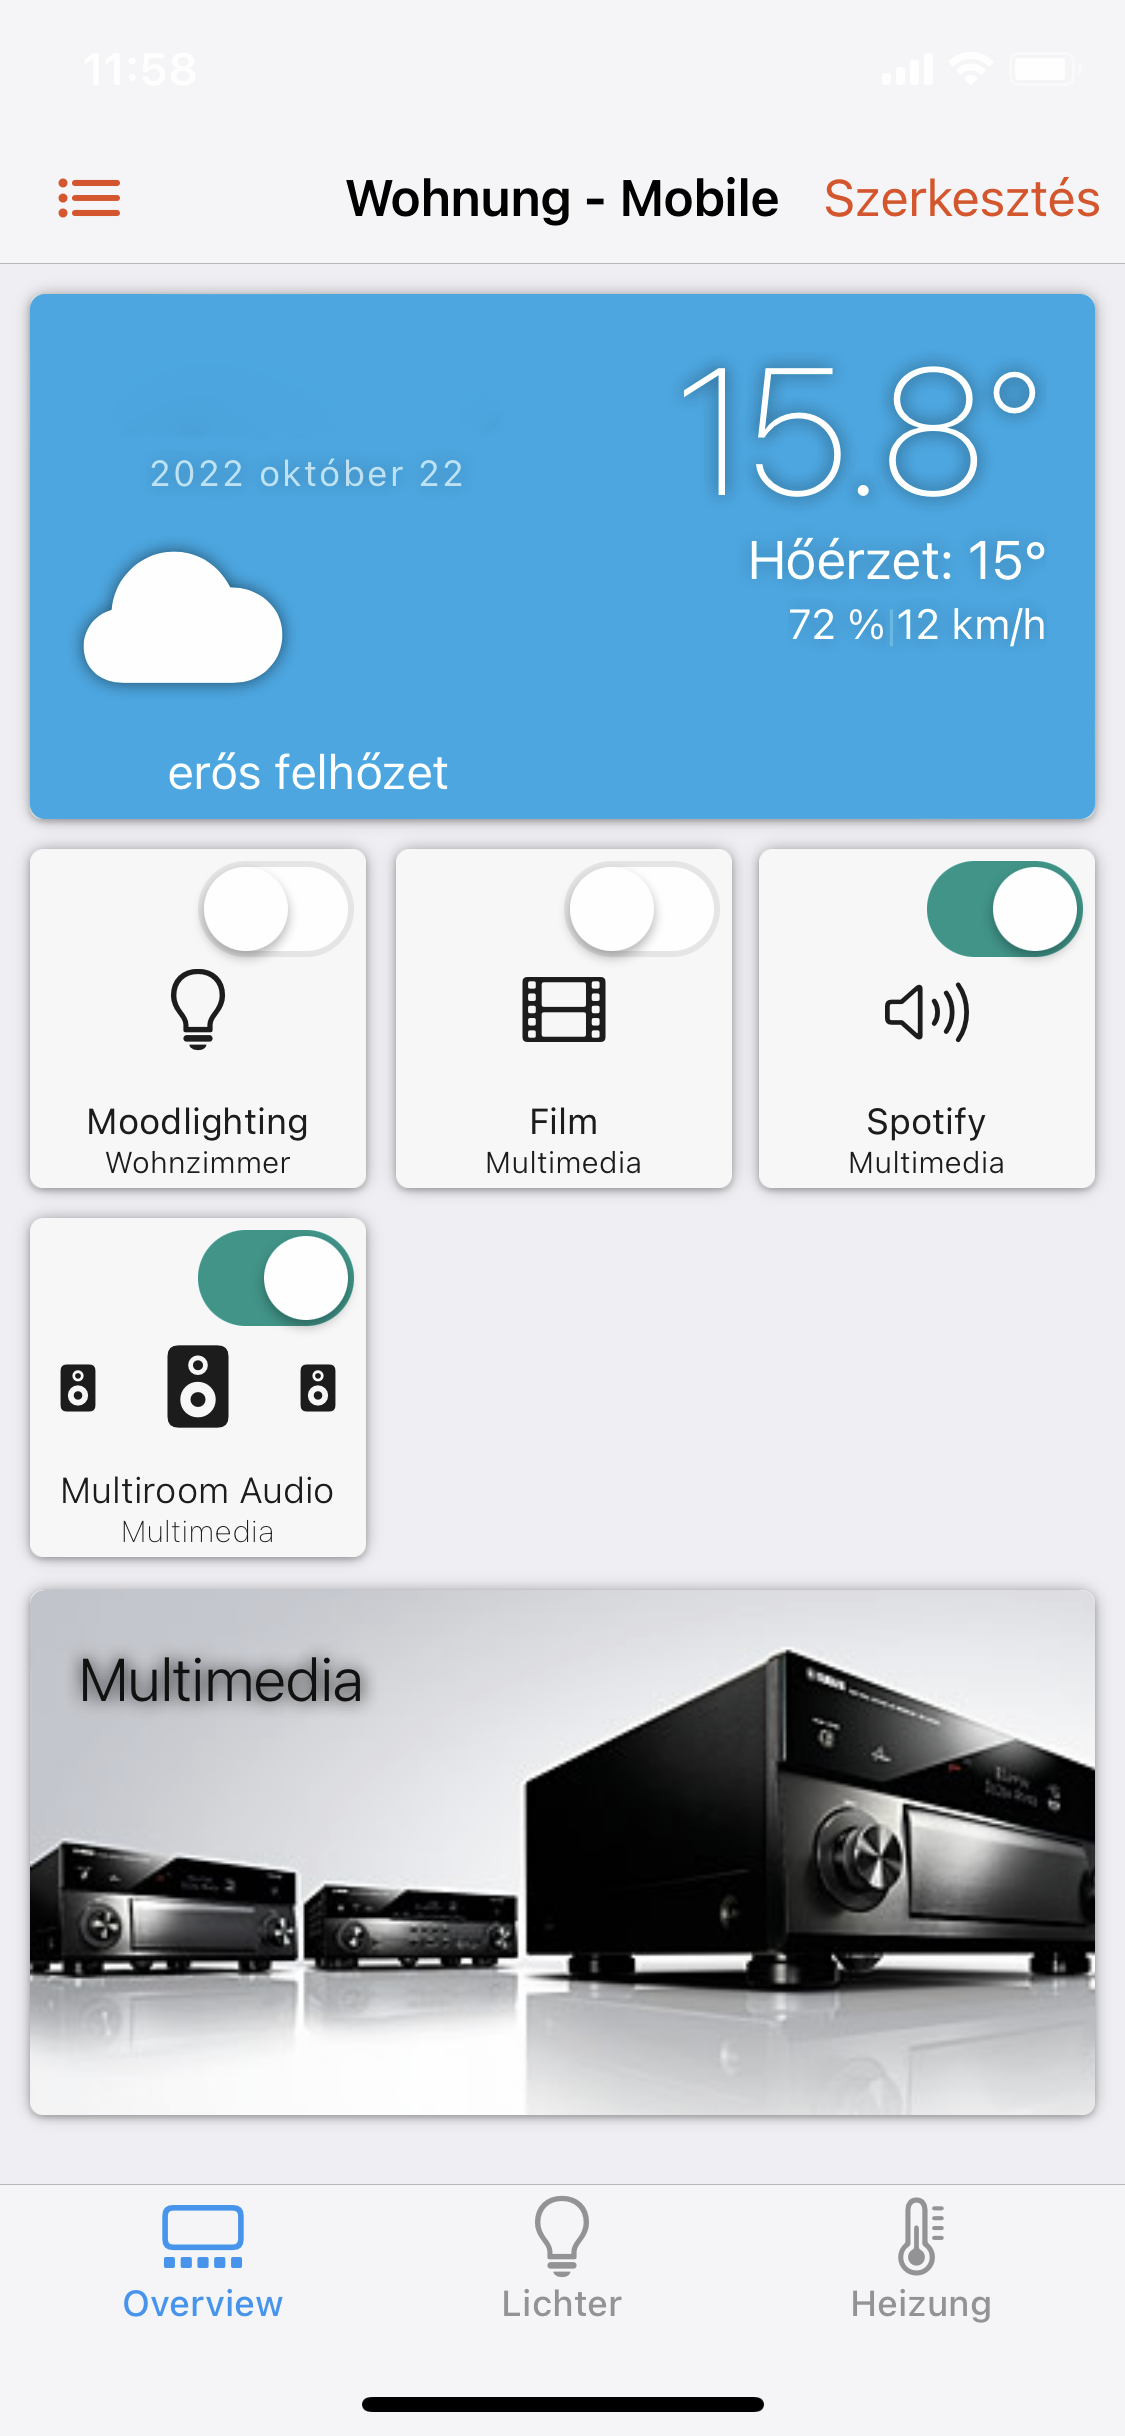 11:58
Wohnung - Mobile
Szerkesztés
15.8°
2022 október 22
Hőérzet: 15°
72 %|12 km/h
erős felhőzet
Moodlighting
Wohnzimmer
Film
Multimedia
Spotify
Multimedia
Multiroom Audio
Multimedia
Multimedia
Overview
Lichter
Heizung